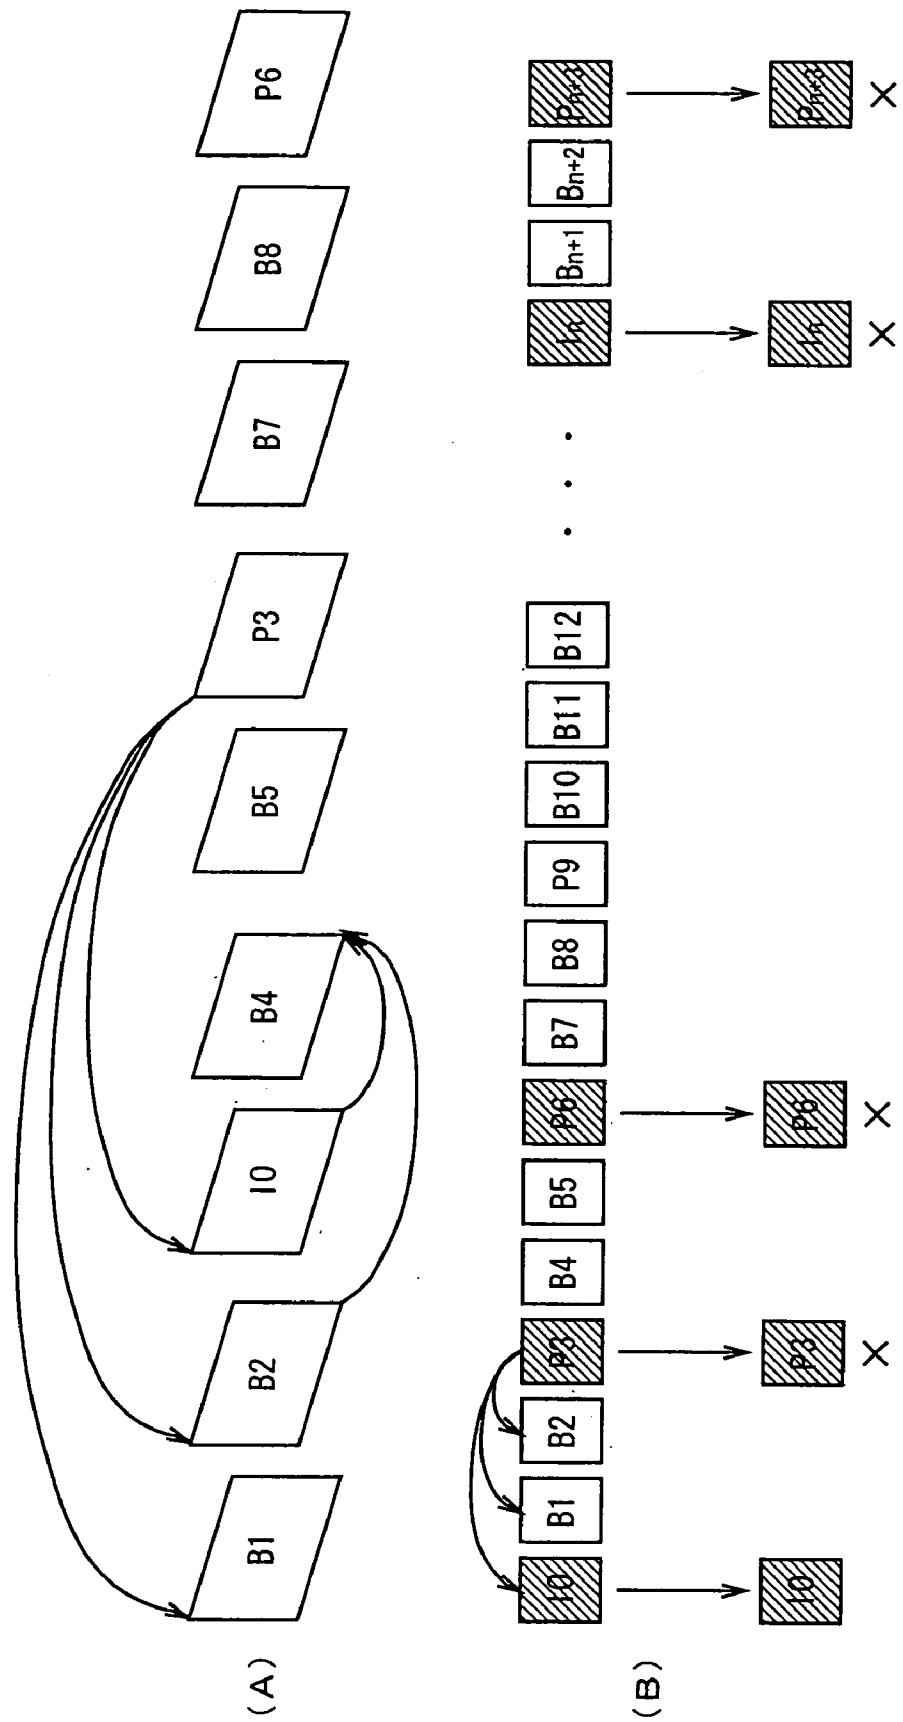 (A)
B1 B2 I0 B4 B5 P3 B7 B8 P6
(B)
I0 B1 B2 P3 B4 B5 P6 B7 B8 P9 B10 B11 B12 . . . In Bn+1 Bn+2 Pn+3
I0 P3 P6 In Pn+3
× × × ×